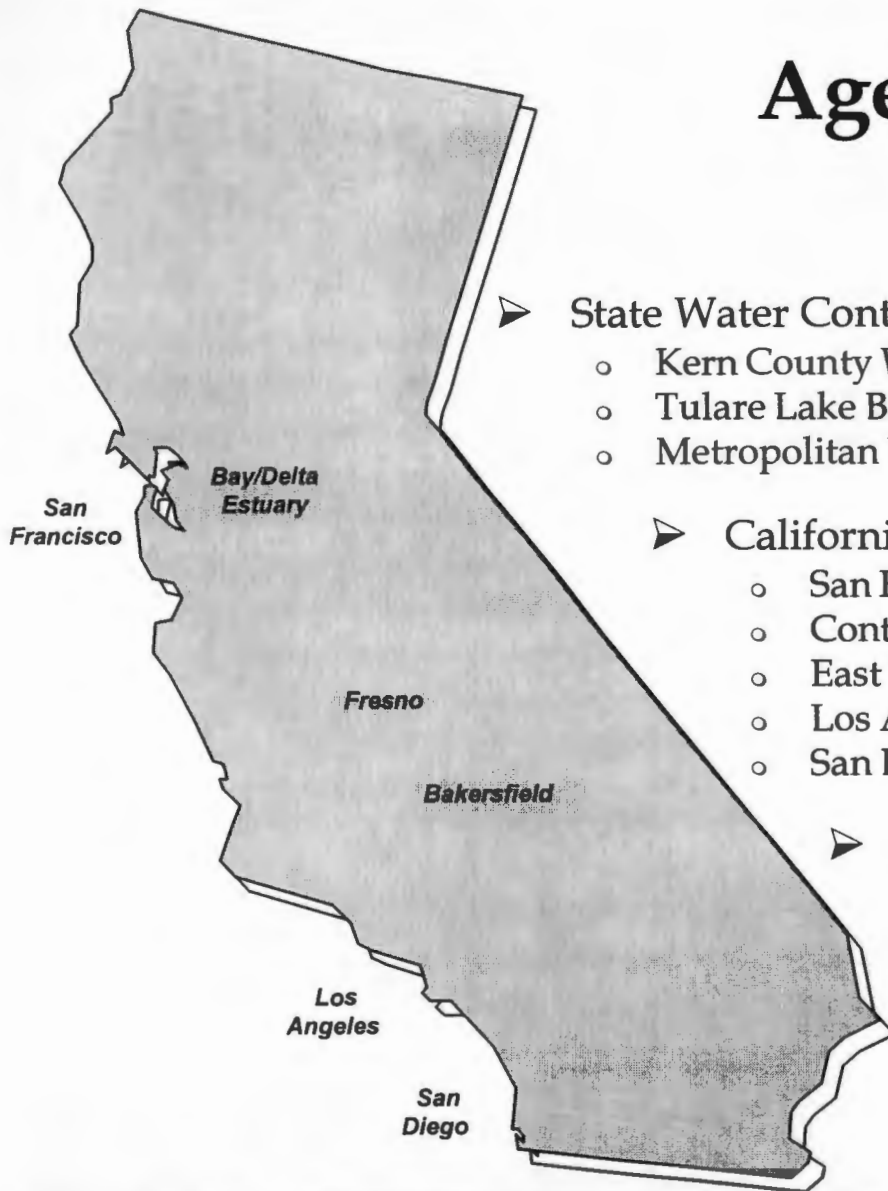 Age
State Water Cont
Kern County
Tulare Lake B
Metropolitan
Californi
San
Cont
East
Los A
San
Bay/Delta
Estuary
San
Francisco
Fresno
Bakersfield
Los
Angeles
San
Diego